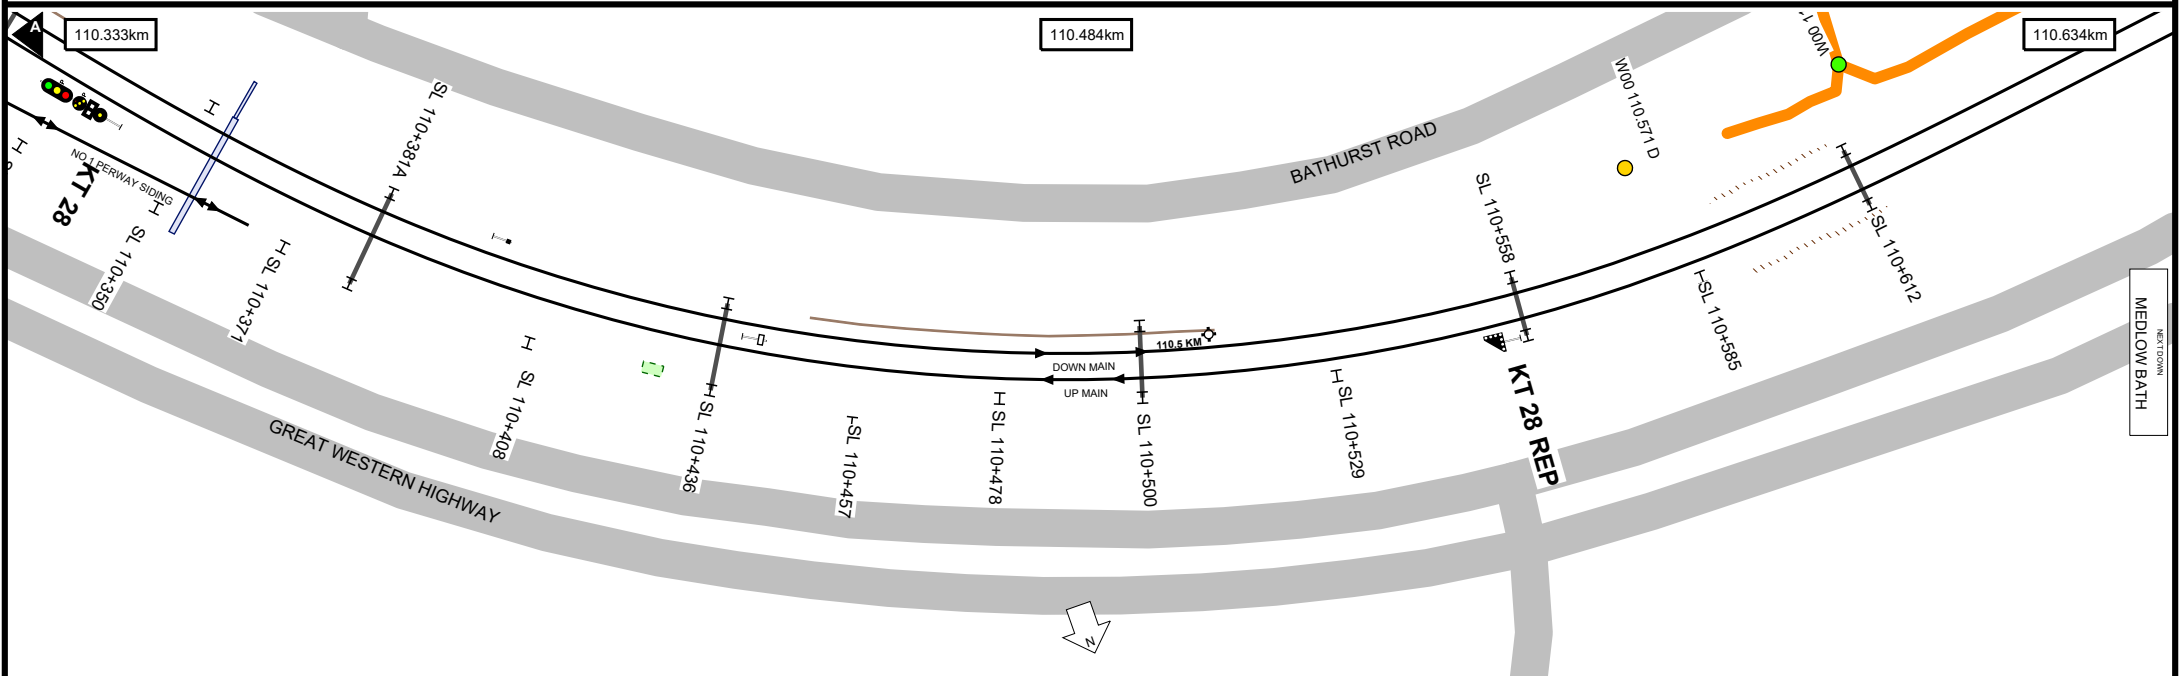 A
110.333km
110.484km
110.634km
W00 1
W00 110.571 D
SL 110+381A
BATHURST ROAD
NO 1 PERWAY SIDING
KT 28
SL 110+350
SL 110+371
SL 110+558
SL 110+612
SL 110+585
110.5 KM
DOWN MAIN
UP MAIN
SL 110+408
SL 110+436
SL 110+457
SL 110+478
SL 110+500
SL 110+529
KT 28 REP
GREAT WESTERN HIGHWAY
NEXT DOWN
MEDLOW BATH
N